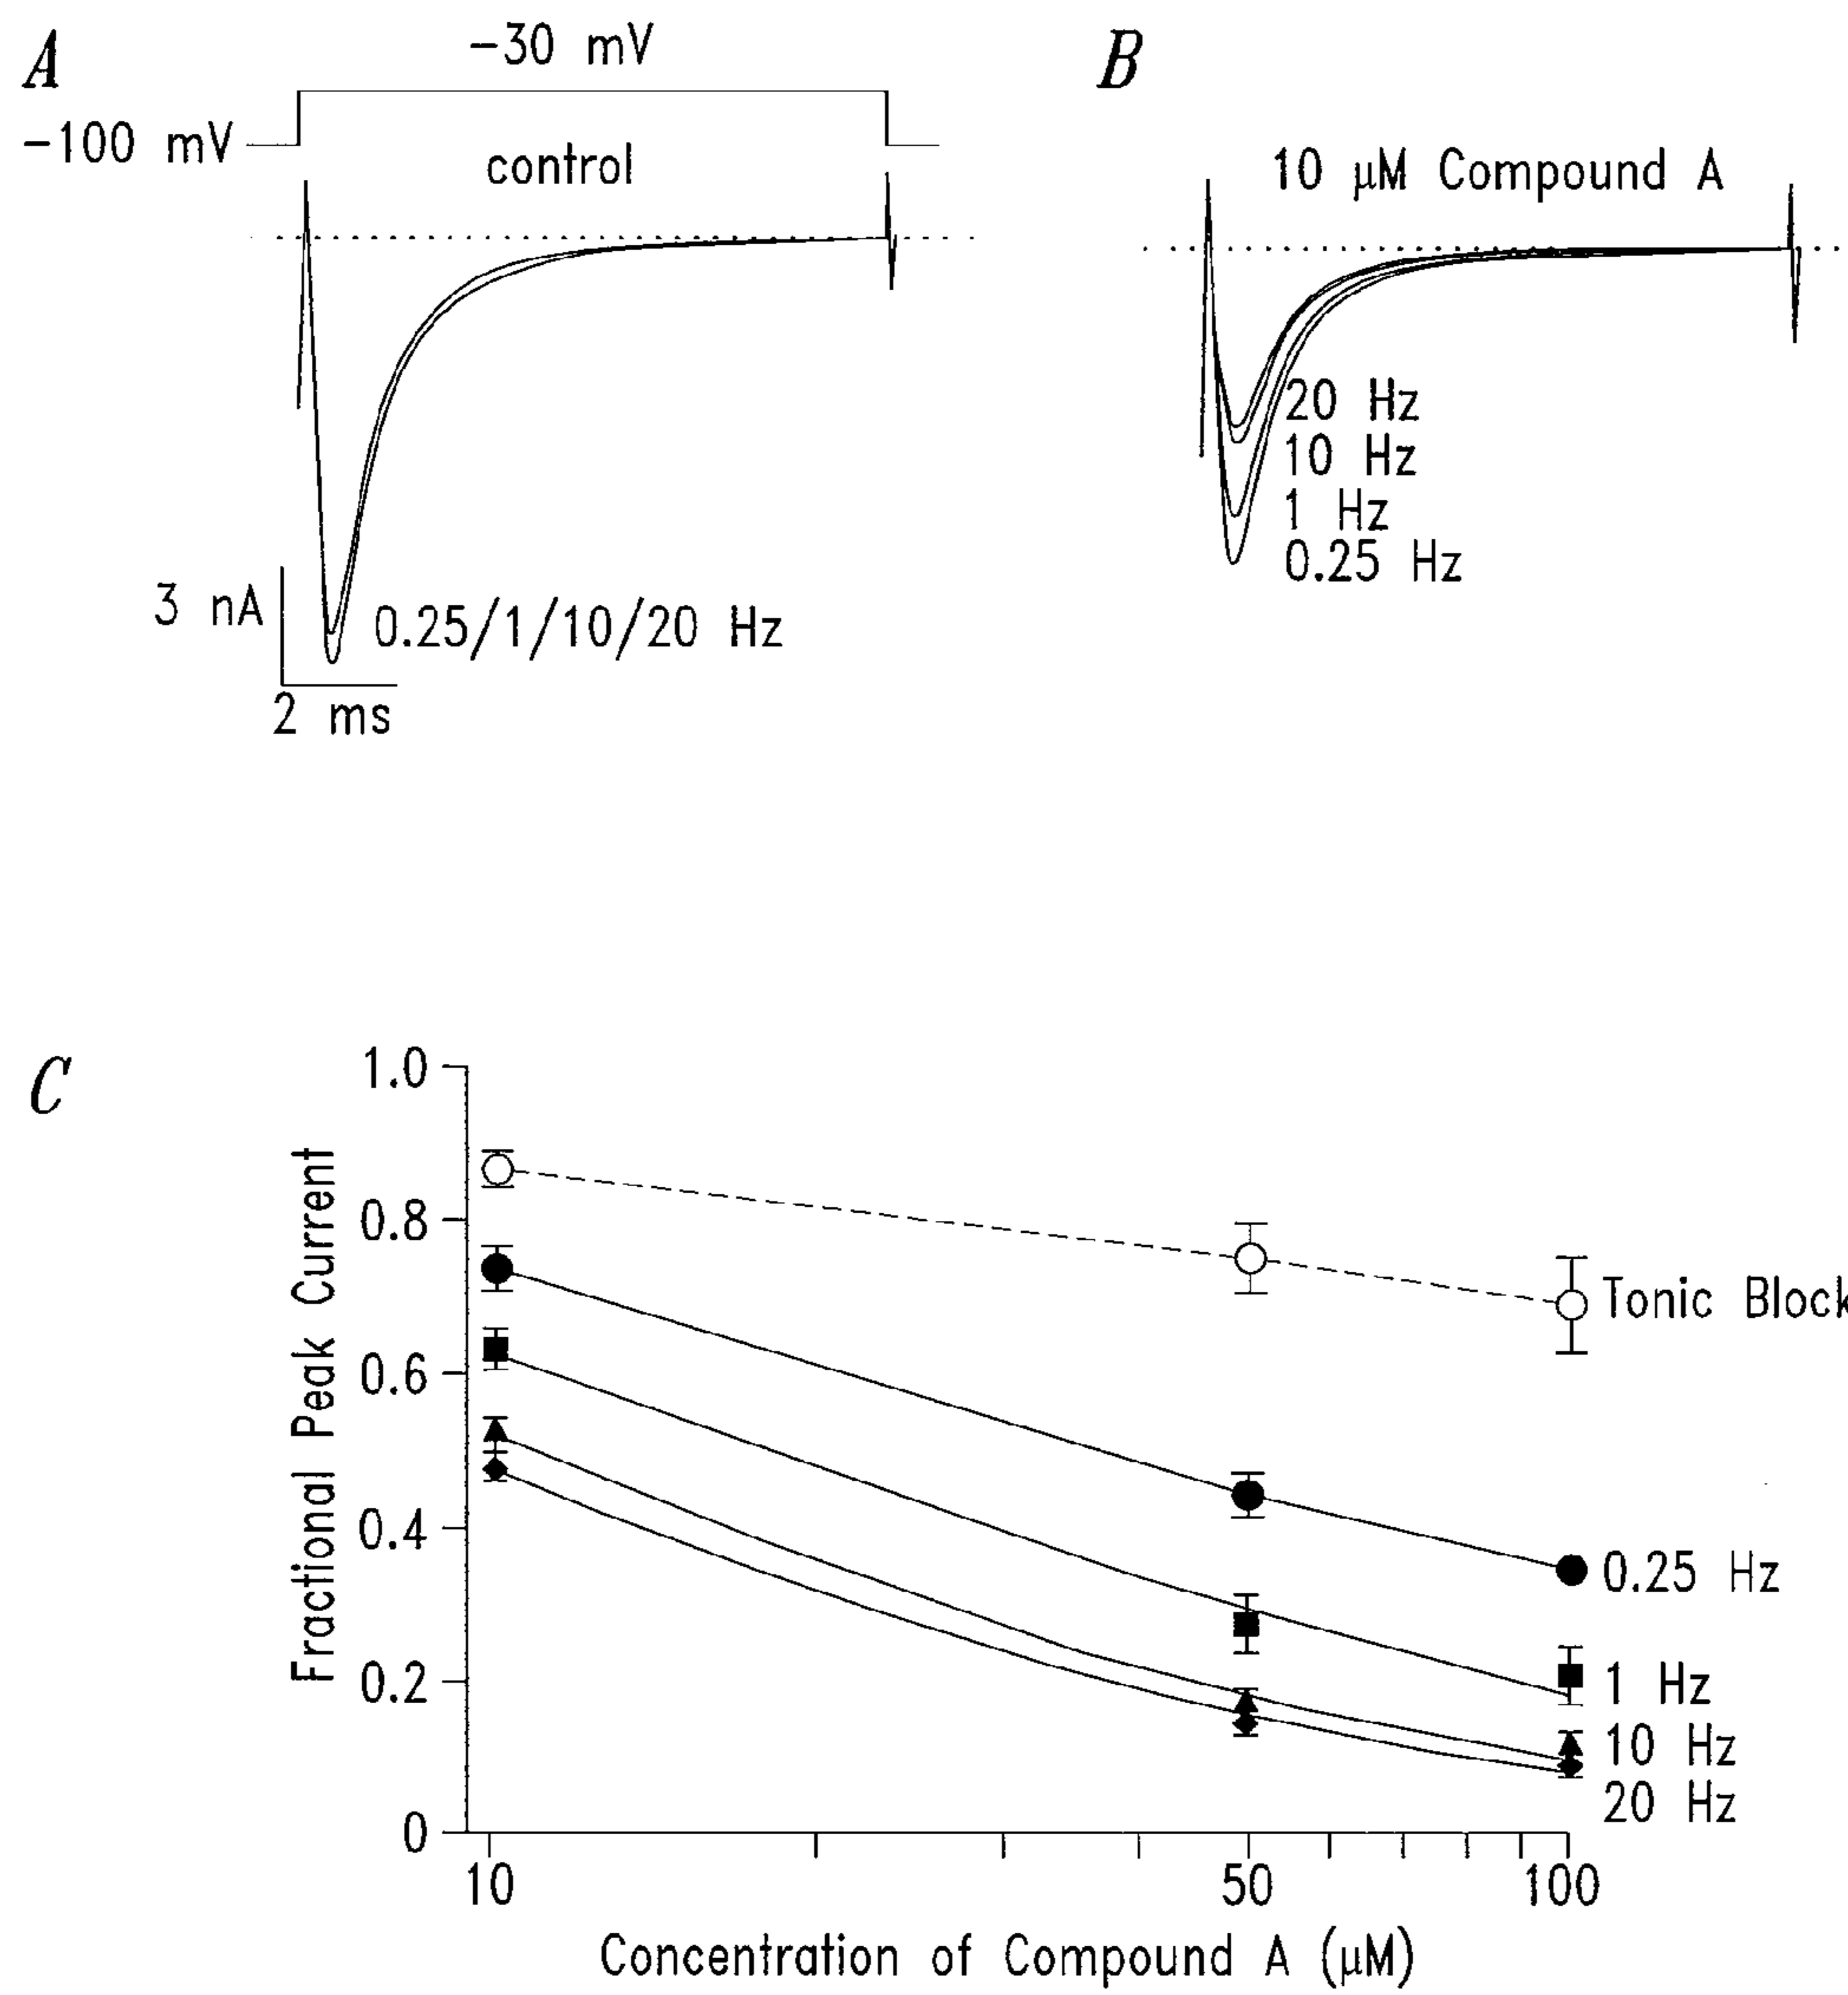 A
-30 mV
-100 mV
control
3 nA
0.25/1/10/20 Hz
2 ms
B
10 µM Compound A
20 Hz
10 Hz
1 Hz
0.25 Hz
C
Fractional Peak Current
1.0
0.8
0.6
0.4
0.2
0
Tonic Block
0.25 Hz
1 Hz
10 Hz
20 Hz
10
50
100
Concentration of Compound A (µM)